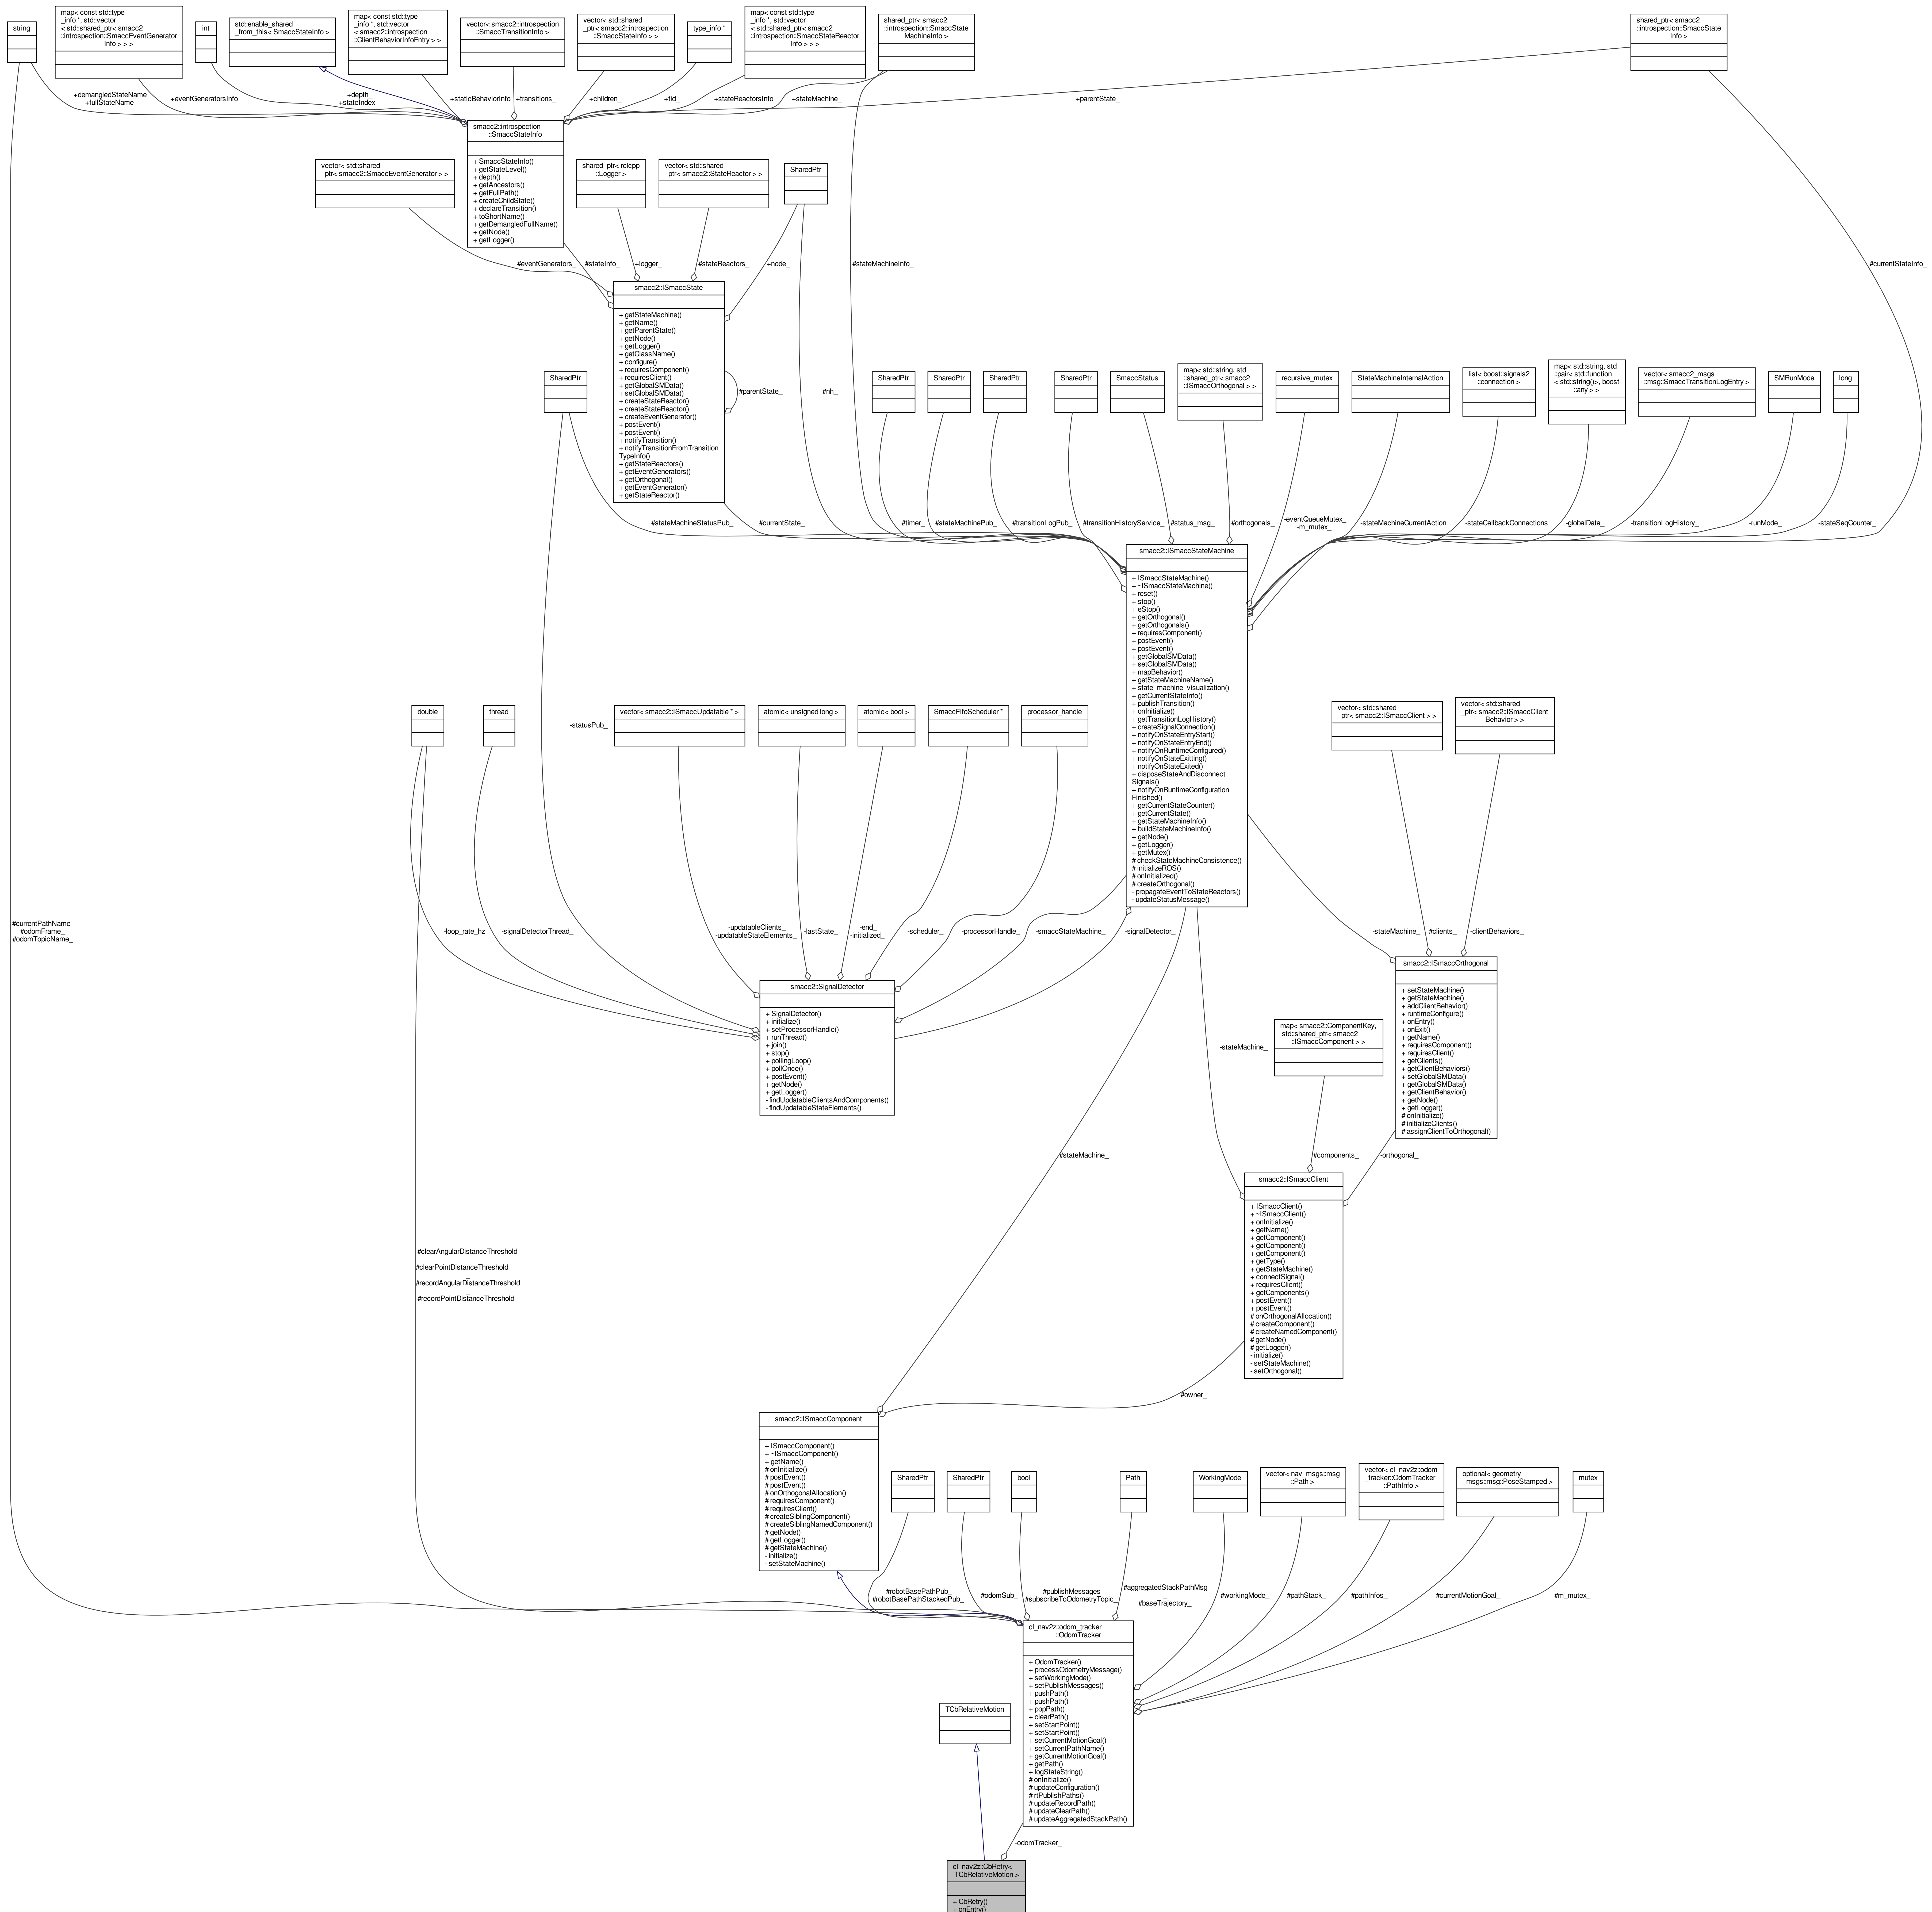 string
map< const std::type
_info *, std::vector
< std::shared_ptr< smacc2
::introspection::SmaccEventGenerator
Info > > >
int
std::enable_shared
_from_this< SmaccStateInfo >
map< const std::type
_info *, std::vector
< smacc2::introspection
::ClientBehaviorInfoEntry > >
vector< smacc2::introspection
::SmaccTransitionInfo >
vector< std::shared
_ptr< smacc2::introspection
::SmaccStateInfo > >
type_info *
map< const std::type
_info *, std::vector
< std::shared_ptr< smacc2
::introspection::SmaccStateReactor
Info > > >
shared_ptr< smacc2
::introspection::SmaccState
MachineInfo >
shared_ptr< smacc2
::introspection::SmaccState
Info >
+demangledStateName
+fullStateName
+eventGeneratorsInfo
+depth_
+stateIndex_
+staticBehaviorInfo
+transitions_
+children_
+tid_
+stateReactorsInfo
+stateMachine_
+parentState_
smacc2::introspection
::SmaccStateInfo
+ SmaccStateInfo()
+ getStateLevel()
+ depth()
+ getAncestors()
+ getFullPath()
+ createChildState()
+ declareTransition()
+ toShortName()
+ getDemangledFullName()
+ getNode()
+ getLogger()
vector< std::shared
_ptr< smacc2::SmaccEventGenerator > >
shared_ptr< rclcpp
::Logger >
vector< std::shared
_ptr< smacc2::StateReactor > >
SharedPtr
#eventGenerators_
#stateInfo_
+logger_
#stateReactors_
+node_
#stateMachineInfo_
#currentStateInfo_
smacc2::ISmaccState
+ getStateMachine()
+ getName()
+ getParentState()
+ getNode()
+ getLogger()
+ getClassName()
+ configure()
+ requiresComponent()
+ requiresClient()
+ getGlobalSMData()
+ setGlobalSMData()
+ createStateReactor()
+ createStateReactor()
+ createEventGenerator()
+ postEvent()
+ postEvent()
+ notifyTransition()
+ notifyTransitionFromTransition
TypeInfo()
+ getStateReactors()
+ getEventGenerators()
+ getOrthogonal()
+ getEventGenerator()
+ getStateReactor()
#parentState_
#nh_
SharedPtr
SharedPtr
SharedPtr
SharedPtr
SharedPtr
SmaccStatus
map< std::string, std
::shared_ptr< smacc2
::ISmaccOrthogonal > >
recursive_mutex
StateMachineInternalAction
list< boost::signals2
::connection >
map< std::string, std
::pair< std::function
< std::string()>, boost
::any > >
vector< smacc2_msgs
::msg::SmaccTransitionLogEntry >
SMRunMode
long
#stateMachineStatusPub_
#currentState_
#timer_
#stateMachinePub_
#transitionLogPub_
#transitionHistoryService_
#status_msg_
#orthogonals_
-eventQueueMutex_
-m_mutex_
-stateMachineCurrentAction
-stateCallbackConnections
-globalData_
-transitionLogHistory_
-runMode_
-stateSeqCounter_
smacc2::ISmaccStateMachine
+ ISmaccStateMachine()
+ ~ISmaccStateMachine()
+ reset()
+ stop()
+ eStop()
+ getOrthogonal()
+ getOrthogonals()
+ requiresComponent()
+ postEvent()
+ postEvent()
+ getGlobalSMData()
+ setGlobalSMData()
+ mapBehavior()
+ getStateMachineName()
+ state_machine_visualization()
+ getCurrentStateInfo()
+ publishTransition()
+ onInitialize()
+ getTransitionLogHistory()
+ createSignalConnection()
+ notifyOnStateEntryStart()
+ notifyOnStateEntryEnd()
+ notifyOnRuntimeConfigured()
+ notifyOnStateExitting()
+ notifyOnStateExited()
+ disposeStateAndDisconnect
Signals()
+ notifyOnRuntimeConfiguration
Finished()
+ getCurrentStateCounter()
+ getCurrentState()
+ getStateMachineInfo()
+ buildStateMachineInfo()
+ getNode()
+ getLogger()
+ getMutex()
# checkStateMachineConsistence()
# initializeROS()
# onInitialized()
# createOrthogonal()
- propagateEventToStateReactors()
- updateStatusMessage()
double
thread
-statusPub_
vector< smacc2::ISmaccUpdatable * >
atomic< unsigned long >
atomic< bool >
SmaccFifoScheduler *
processor_handle
vector< std::shared
_ptr< smacc2::ISmaccClient > >
vector< std::shared
_ptr< smacc2::ISmaccClient
Behavior > >
#currentPathName_
#odomFrame_
#odomTopicName_
-loop_rate_hz
-signalDetectorThread_
-updatableClients_
-updatableStateElements_
-lastState_
-end_
-initialized_
-scheduler_
-processorHandle_
-smaccStateMachine_
-signalDetector_
-stateMachine_
#clients_
-clientBehaviors_
smacc2::SignalDetector
+ SignalDetector()
+ initialize()
+ setProcessorHandle()
+ runThread()
+ join()
+ stop()
+ pollingLoop()
+ pollOnce()
+ postEvent()
+ getNode()
+ getLogger()
- findUpdatableClientsAndComponents()
- findUpdatableStateElements()
smacc2::ISmaccOrthogonal
+ setStateMachine()
+ getStateMachine()
+ addClientBehavior()
+ runtimeConfigure()
+ onEntry()
+ onExit()
+ getName()
+ requiresComponent()
+ requiresClient()
+ getClients()
+ getClientBehaviors()
+ setGlobalSMData()
+ getGlobalSMData()
+ getClientBehavior()
+ getNode()
+ getLogger()
# onInitialize()
# initializeClients()
# assignClientToOrthogonal()
map< smacc2::ComponentKey,
std::shared_ptr< smacc2
::ISmaccComponent > >
-stateMachine_
#stateMachine_
#components_
-orthogonal_
smacc2::ISmaccClient
+ ISmaccClient()
+ ~ISmaccClient()
+ onInitialize()
+ getName()
+ getComponent()
+ getComponent()
+ getComponent()
+ getType()
+ getStateMachine()
+ connectSignal()
+ requiresClient()
+ getComponents()
+ postEvent()
+ postEvent()
# onOrthogonalAllocation()
# createComponent()
# createNamedComponent()
# getNode()
# getLogger()
- initialize()
- setStateMachine()
- setOrthogonal()
#clearAngularDistanceThreshold
_
#clearPointDistanceThreshold
_
#recordAngularDistanceThreshold
_
#recordPointDistanceThreshold_
#owner_
smacc2::ISmaccComponent
+ ISmaccComponent()
+ ~ISmaccComponent()
+ getName()
# onInitialize()
# postEvent()
# postEvent()
# onOrthogonalAllocation()
# requiresComponent()
# requiresClient()
# createSiblingComponent()
# createSiblingNamedComponent()
# getNode()
# getLogger()
# getStateMachine()
- initialize()
- setStateMachine()
SharedPtr
SharedPtr
bool
Path
WorkingMode
vector< nav_msgs::msg
::Path >
vector< cl_nav2z::odom
_tracker::OdomTracker
::PathInfo >
optional< geometry
_msgs::msg::PoseStamped >
mutex
#robotBasePathPub_
#robotBasePathStackedPub_
#odomSub_
#publishMessages
#subscribeToOdometryTopic_
#aggregatedStackPathMsg
_
#baseTrajectory_
#workingMode_
#pathStack_
#pathInfos_
#currentMotionGoal_
#m_mutex_
cl_nav2z::odom_tracker
::OdomTracker
+ OdomTracker()
+ processOdometryMessage()
+ setWorkingMode()
+ setPublishMessages()
+ pushPath()
+ pushPath()
+ popPath()
+ clearPath()
+ setStartPoint()
+ setStartPoint()
+ setCurrentMotionGoal()
+ setCurrentPathName()
+ getCurrentMotionGoal()
+ getPath()
+ logStateString()
# onInitialize()
# updateConfiguration()
# rtPublishPaths()
# updateRecordPath()
# updateClearPath()
# updateAggregatedStackPath()
TCbRelativeMotion
-odomTracker_
cl_nav2z::CbRetry<
TCbRelativeMotion >
+ CbRetry()
+ onEntry()